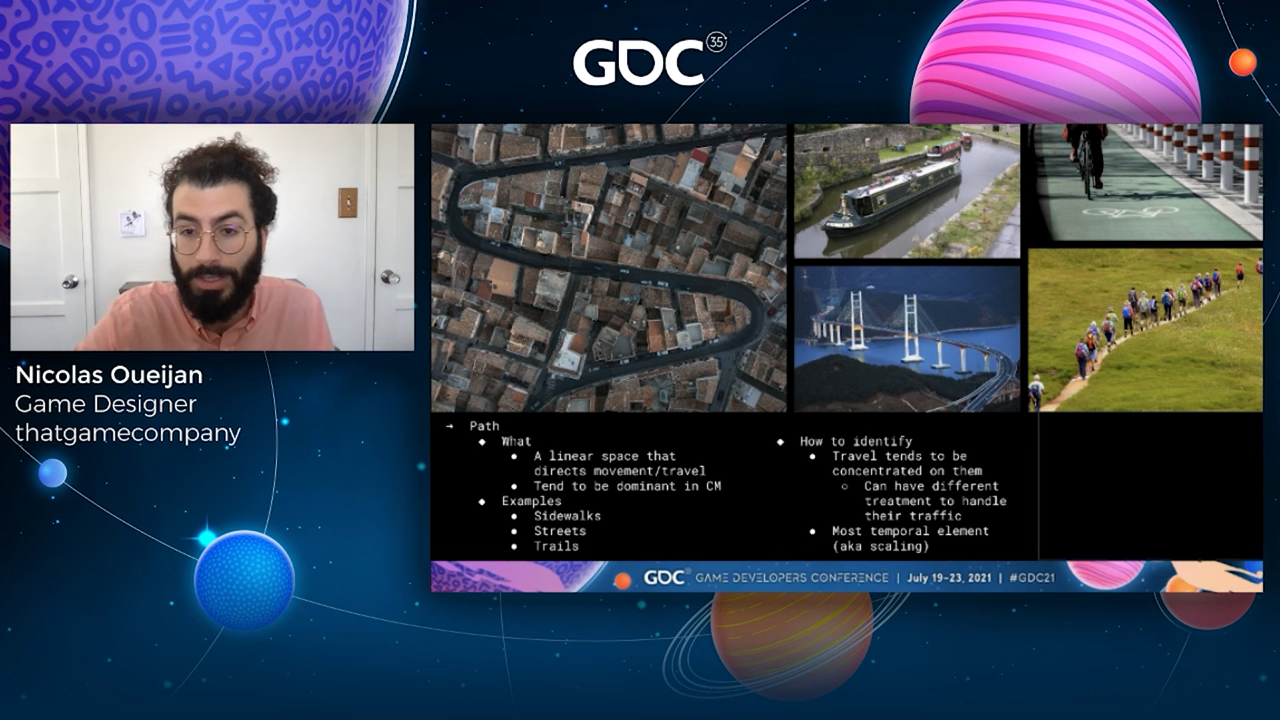 GDC 35
Nicolas Oueijan
Game Designer
thatgamecompany
→ Path
◆ What
● A linear space that
directs movement/travel
● Tend to be dominant in CM
◆ Examples
● Sidewalks
● Streets
● Trails
◆ How to identify
● Travel tends to be
concentrated on them
○ Can have different
treatment to handle
their traffic
● Most temporal element
(aka scaling)
GDC GAME DEVELOPERS CONFERENCE | July 19-23, 2021 | #GDC21